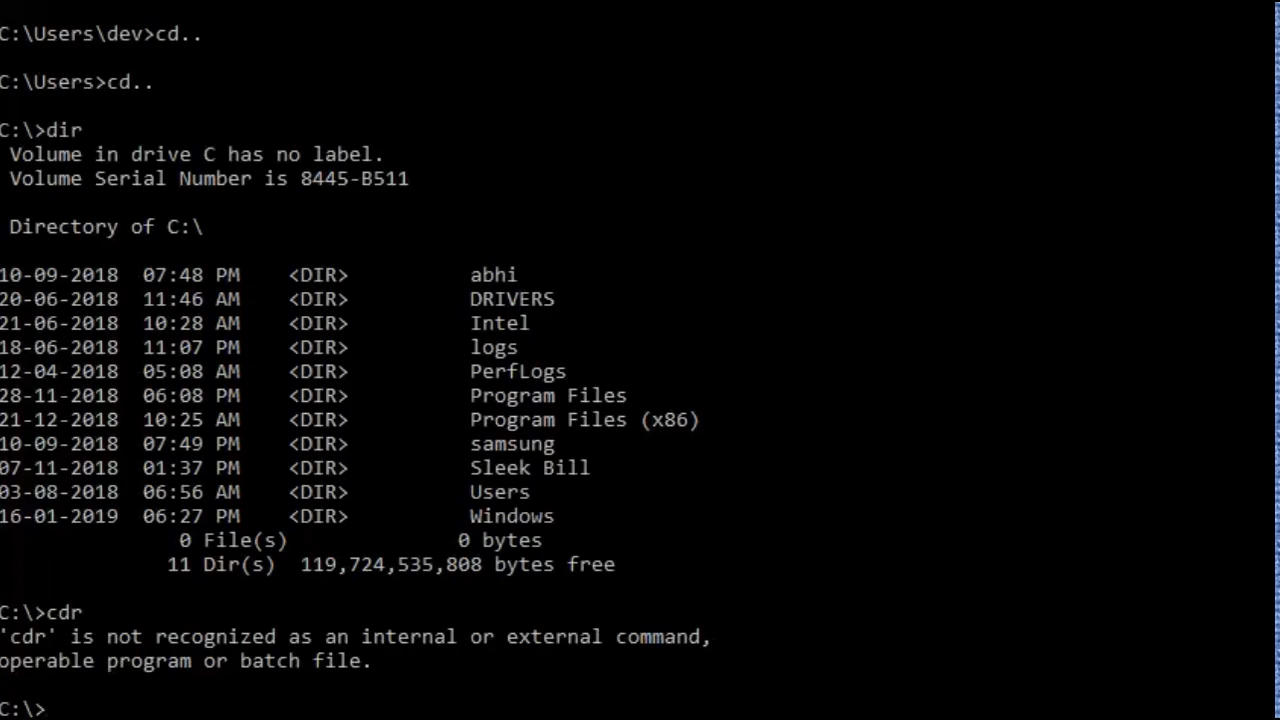 C:\Users\dev>cd..
C:\Users>cd..
C:\>dir
Volume in drive C has no label.
Volume Serial Number is 8445-B511
Directory of C:\
10-09-2018 07:48 PM <DIR> abhi
20-06-2018 11:46 AM <DIR> DRIVERS
21-06-2018 10:28 AM <DIR> Intel
18-06-2018 11:07 PM <DIR> logs
12-04-2018 05:08 AM <DIR> PerfLogs
28-11-2018 06:08 PM <DIR> Program Files
21-12-2018 10:25 AM <DIR> Program Files (x86)
10-09-2018 07:49 PM <DIR> samsung
07-11-2018 01:37 PM <DIR> Sleek Bill
03-08-2018 06:56 AM <DIR> Users
16-01-2019 06:27 PM <DIR> Windows
0 File(s) 0 bytes
11 Dir(s) 119,724,535,808 bytes free
C:\>cdr
'cdr' is not recognized as an internal or external command,
operable program or batch file.
C:\>